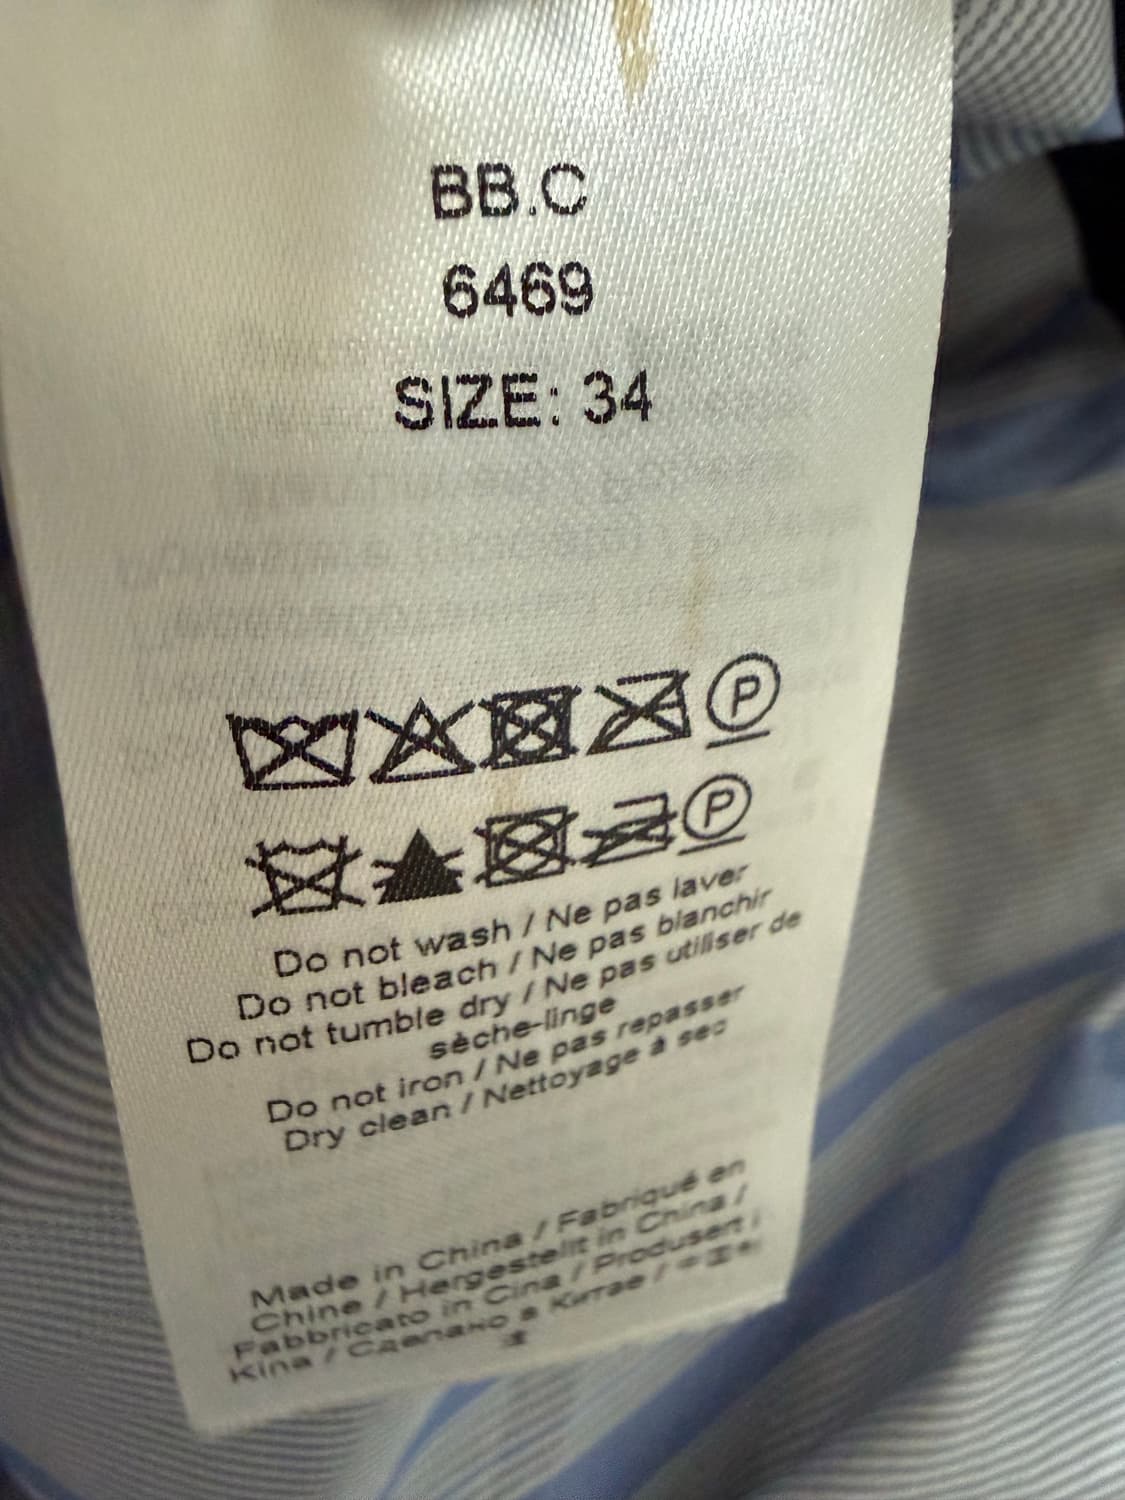 BB.C
6469
SIZE: 34
P
P
Do not wash / Ne pas laver
Do not bleach / Ne pas blanchir
Do not tumble dry / Ne pas utiliser de
sèche-linge
Do not iron / Ne pas repasser
Dry clean / Nettoyage à sec
Made in China / Fabriqué en
Chine / Hergestellt in China /
Fabbricato in Cina / Produsert i
Kina / Сделано в Китае /